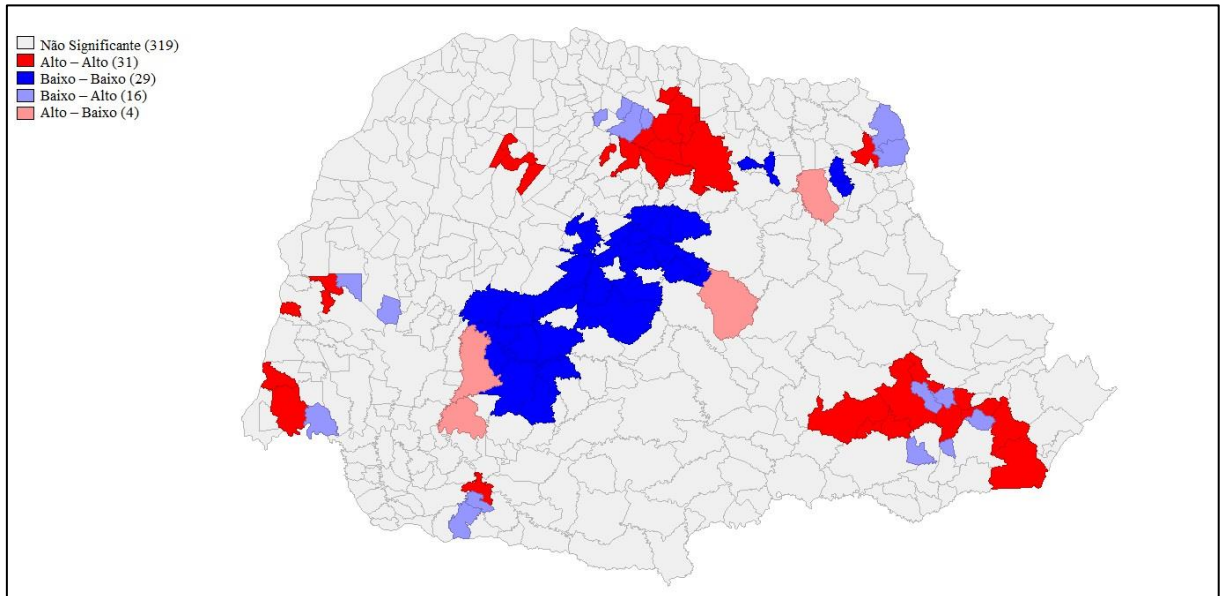 Não Significante (319)
Alto – Alto (31)
Baixo – Baixo (29)
Baixo – Alto (16)
Alto – Baixo (4)